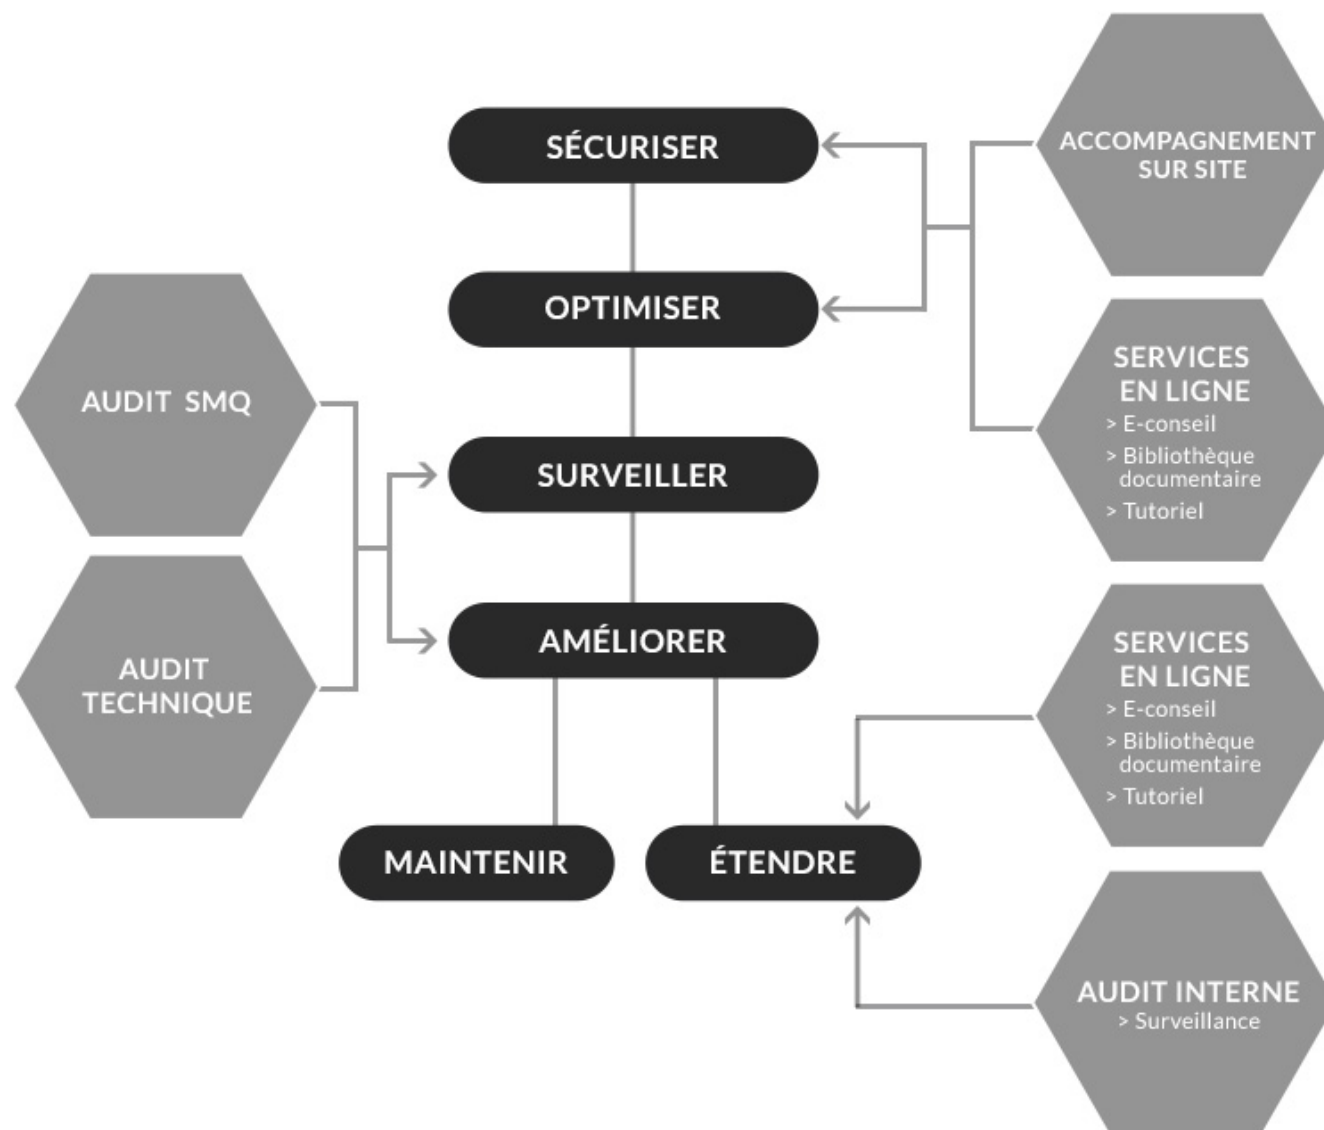 SÉCURISER
ACCOMPAGNEMENT
SUR SITE
OPTIMISER
SERVICES
EN LIGNE
> E-conseil
> Bibliothèque
documentaire
> Tutoriel
AUDIT SMQ
SURVEILLER
AMÉLIORER
AUDIT
TECHNIQUE
SERVICES
EN LIGNE
> E-conseil
> Bibliothèque
documentaire
> Tutoriel
MAINTENIR
ÉTENDRE
AUDIT INTERNE
> Surveillance